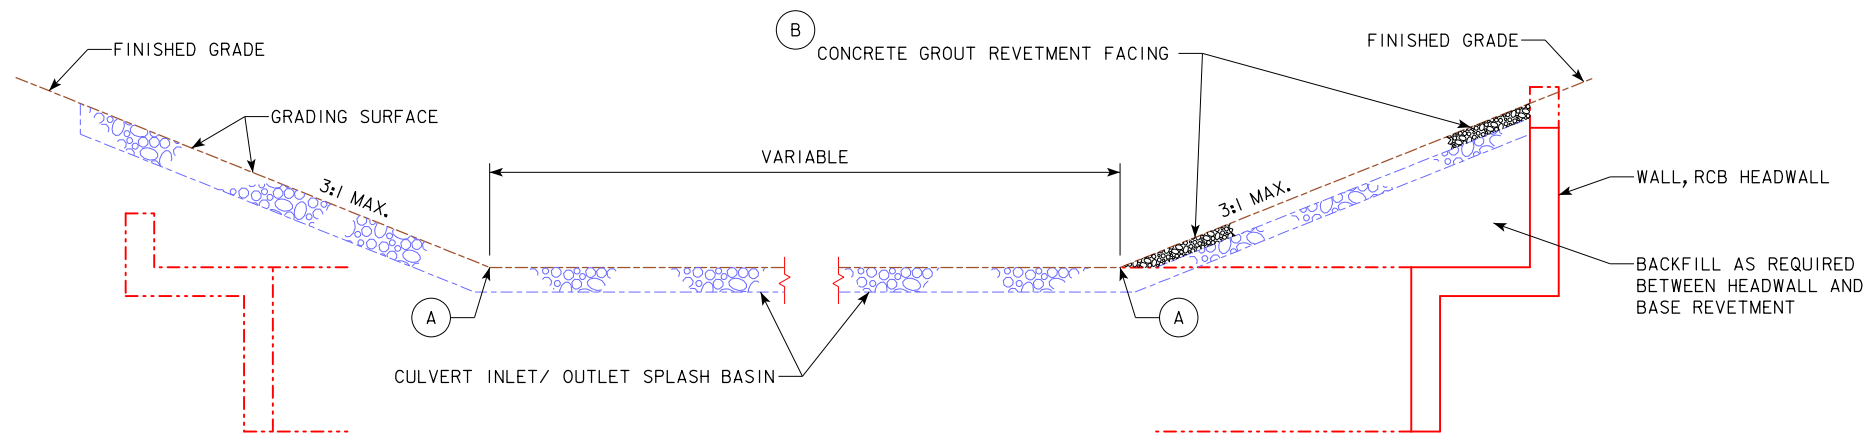 B
FINISHED GRADE
CONCRETE GROUT REVETMENT FACING
FINISHED GRADE
GRADING SURFACE
VARIABLE
3:1 MAX.
3:1 MAX.
WALL, RCB HEADWALL
BACKFILL AS REQUIRED
BETWEEN HEADWALL AND
BASE REVETMENT
A
A
CULVERT INLET/ OUTLET SPLASH BASIN